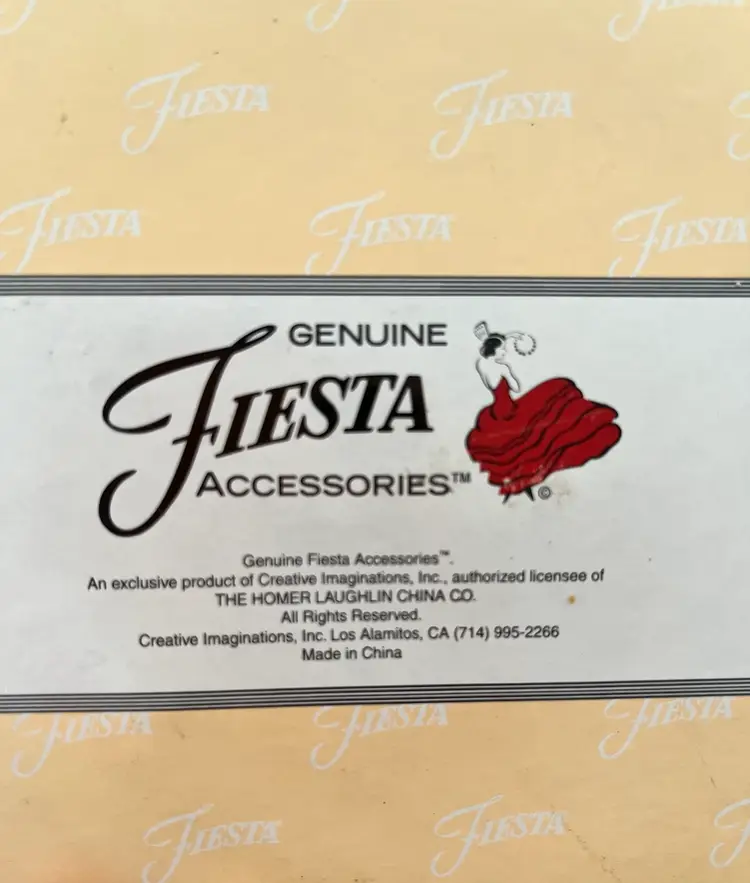 FIESTA FIESTA
FIESTA FIESTA FIESTA
GENUINE
FIESTA
ACCESSORIES™
©
Genuine Fiesta Accessories™.
An exclusive product of Creative Imaginations, Inc., authorized licensee of
THE HOMER LAUGHLIN CHINA CO.
All Rights Reserved.
Creative Imaginations, Inc. Los Alamitos, CA (714) 995-2266
Made in China
FIESTA FIESTA FIESTA
FIESTA FIESTA